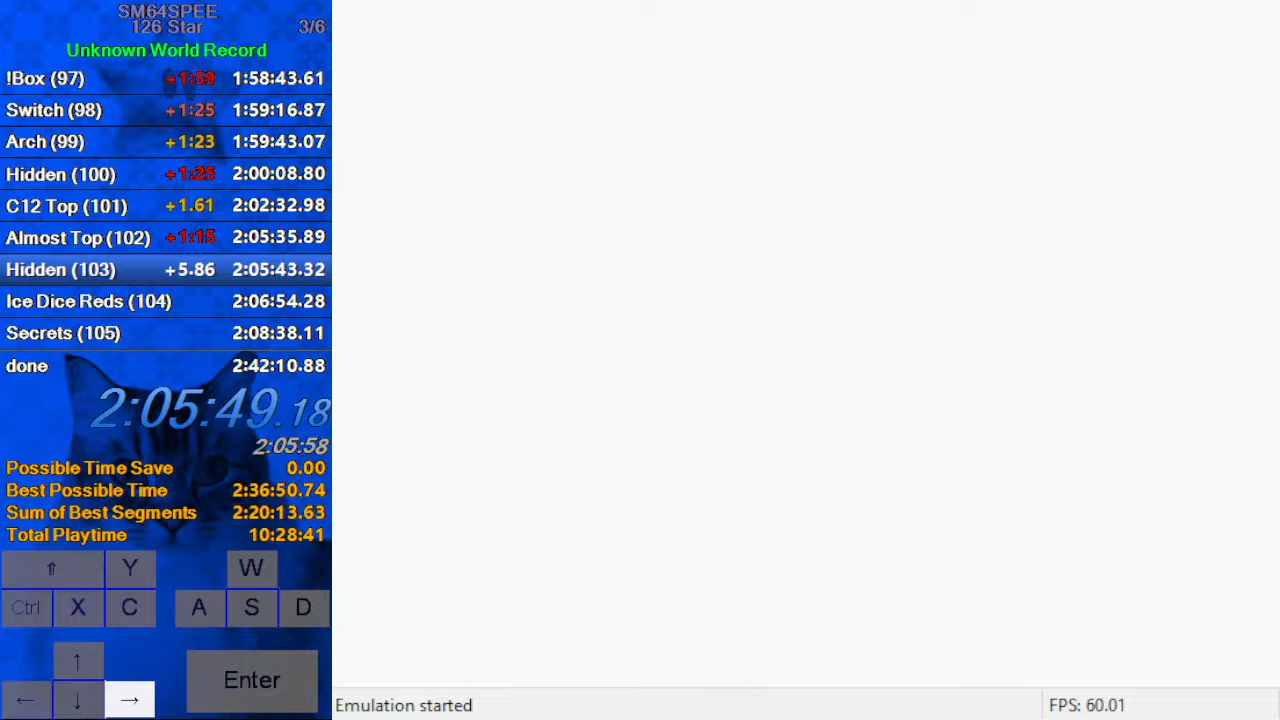 SM64SPEE
126 Star 3/6
Unknown World Record
!Box (97) +1:59 1:58:43.61
Switch (98) +1:25 1:59:16.87
Arch (99) +1:23 1:59:43.07
Hidden (100) +1:25 2:00:08.80
C12 Top (101) +1.61 2:02:32.98
Almost Top (102) +1:15 2:05:35.89
Hidden (103) +5.86 2:05:43.32
Ice Dice Reds (104) 2:06:54.28
Secrets (105) 2:08:38.11
done 2:42:10.88
2:05:49.18
2:05:58
Possible Time Save 0.00
Best Possible Time 2:36:50.74
Sum of Best Segments 2:20:13.63
Total Playtime 10:28:41
⇧ Y W
Ctrl X C A S D
↑
← ↓ → Enter
Emulation started FPS: 60.01